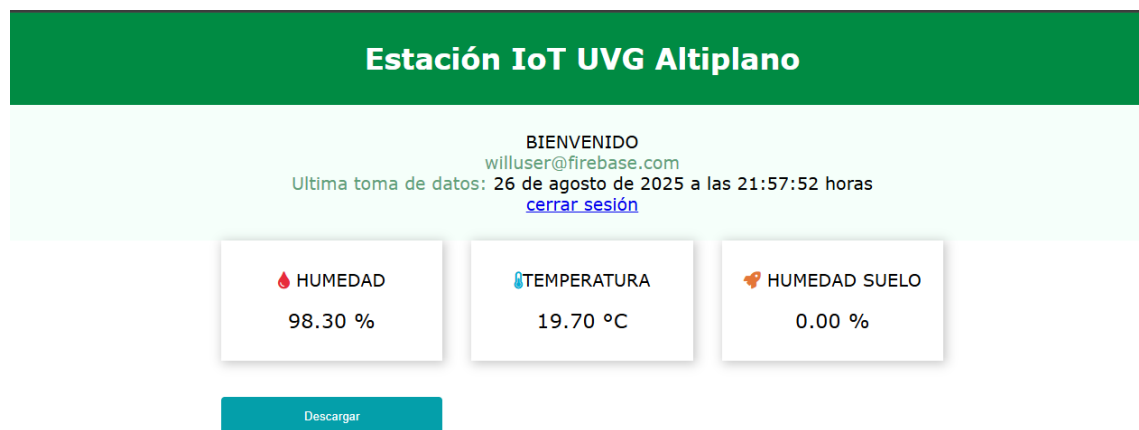 Estación IoT UVG Altiplano
BIENVENIDO
willuser@firebase.com
Ultima toma de datos: 26 de agosto de 2025 a las 21:57:52 horas
cerrar sesión
HUMEDAD
98.30 %
TEMPERATURA
19.70 °C
HUMEDAD SUELO
0.00 %
Descargar